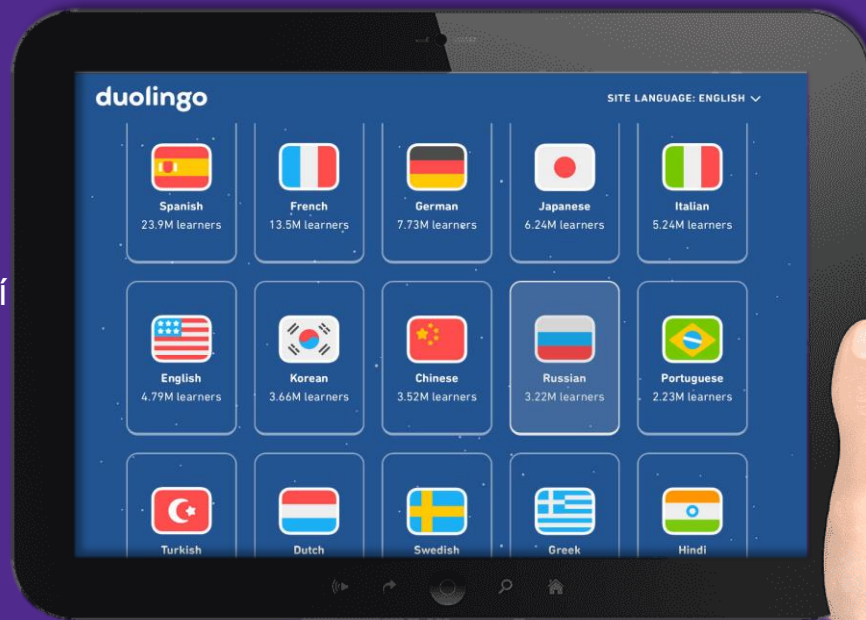 duolingo
SITE LANGUAGE: ENGLISH
Spanish French German Japanese Italian
23.9M learners 13.5M learners 7.73M learners 6.24M learners 5.24M learners
í
English Korean Chinese Russian Portuguese
4.79M learners 3.66M learners 3.52M learners 3.22M learners 2.23M learners
Turkish Dutch Swedish Greek Hindi